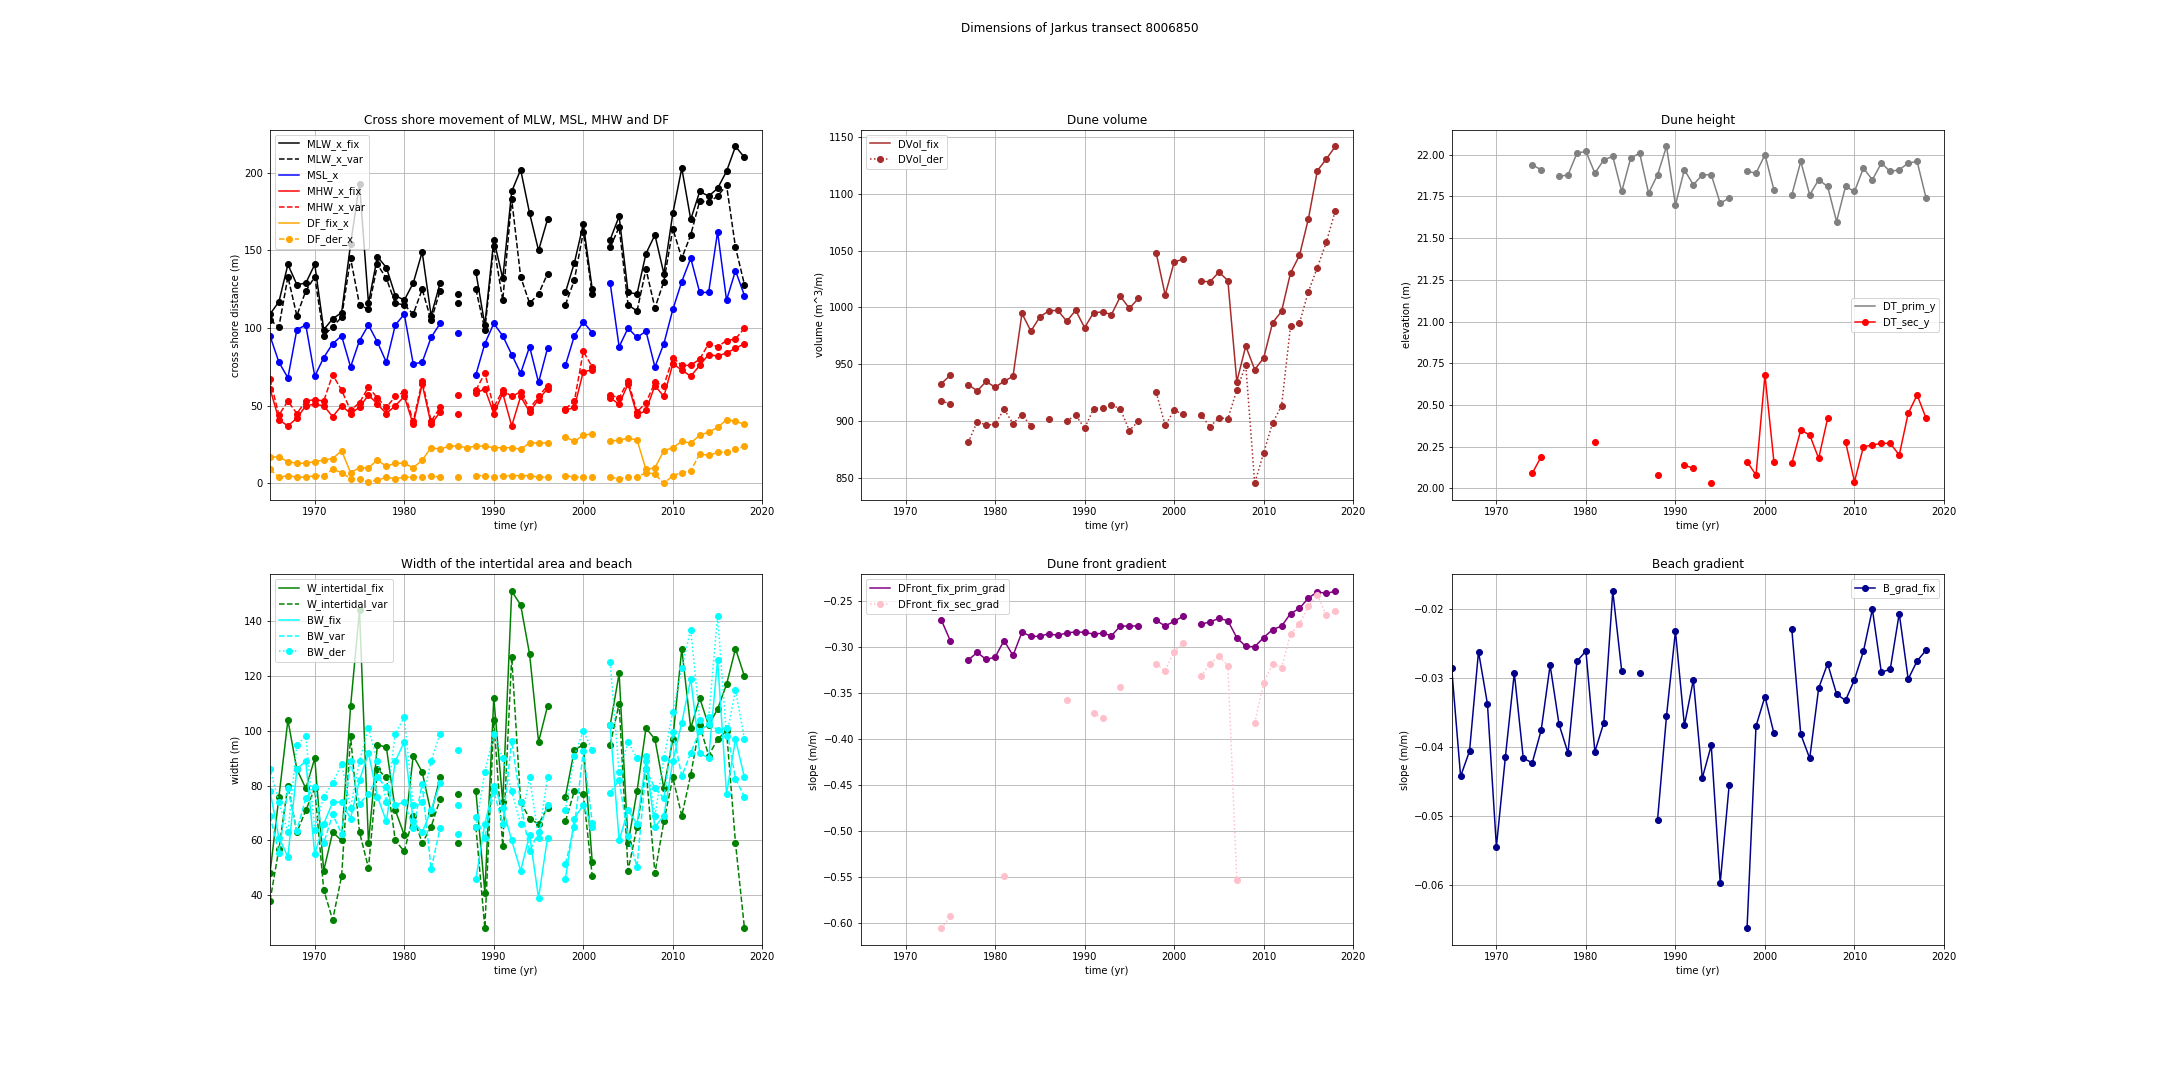 Dimensions of Jarkus transect 8006850
Cross shore movement of MLW, MSL, MHW and DF
MLW_x_fix
MLW_x_var
MSL_x
MHW_x_fix
MHW_x_var
DF_fix_x
DF_der_x
cross shore distance (m)
200
150
100
50
0
1970 1980 1990 2000 2010 2020
time (yr)
Dune volume
DVol_fix
DVol_der
volume (m^3/m)
1150
1100
1050
1000
950
900
850
1970 1980 1990 2000 2010 2020
time (yr)
Dune height
DT_prim_y
DT_sec_y
elevation (m)
22.00
21.75
21.50
21.25
21.00
20.75
20.50
20.25
20.00
1970 1980 1990 2000 2010 2020
time (yr)
Width of the intertidal area and beach
W_intertidal_fix
W_intertidal_var
BW_fix
BW_var
BW_der
width (m)
140
120
100
80
60
40
1970 1980 1990 2000 2010 2020
time (yr)
Dune front gradient
DFront_fix_prim_grad
DFront_fix_sec_grad
slope (m/m)
−0.25
−0.30
−0.35
−0.40
−0.45
−0.50
−0.55
−0.60
1970 1980 1990 2000 2010 2020
time (yr)
Beach gradient
B_grad_fix
slope (m/m)
−0.02
−0.03
−0.04
−0.05
−0.06
1970 1980 1990 2000 2010 2020
time (yr)